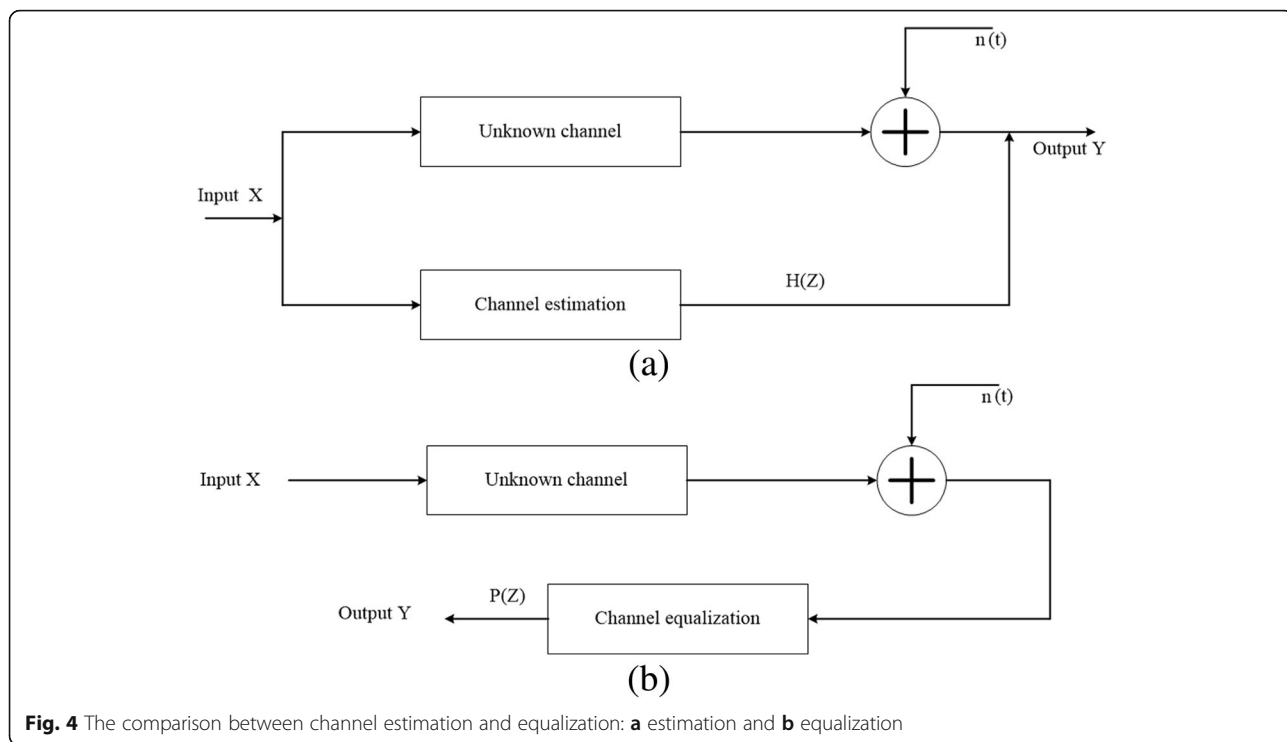 n(t)
Unknown channel
Output Y
Input X
H(Z)
Channel estimation
(a)
n(t)
Input X
Unknown channel
P(Z)
Output Y
Channel equalization
(b)
Fig. 4 The comparison between channel estimation and equalization: a estimation and b equalization